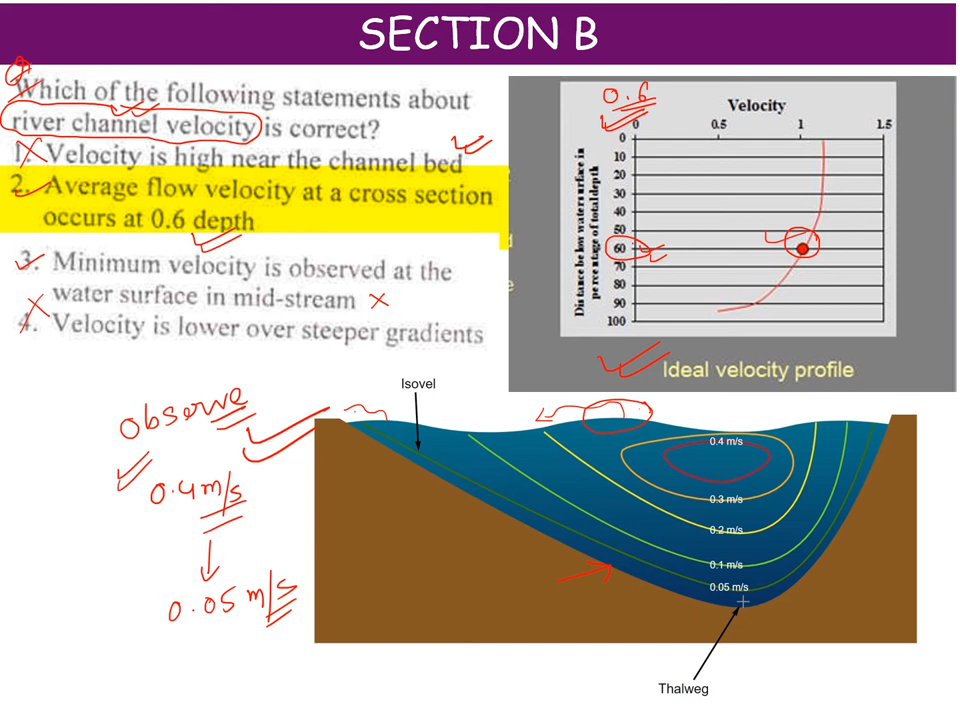 SECTION B
Which of the following statements about
river channel velocity is correct?
1. Velocity is high near the channel bed
2. Average flow velocity at a cross section
occurs at 0.6 depth
3. Minimum velocity is observed at the
water surface in mid-stream
4. Velocity is lower over steeper gradients
0.6
Velocity
0 0.5 1 1.5
Distance below water surface in
percentage of total depth
0
10
20
30
40
50
60
70
80
90
100
Ideal velocity profile
observe
0.4 m/s
0.05 m/s
Isovel
0.4 m/s
0.3 m/s
0.2 m/s
0.1 m/s
0.05 m/s
Thalweg